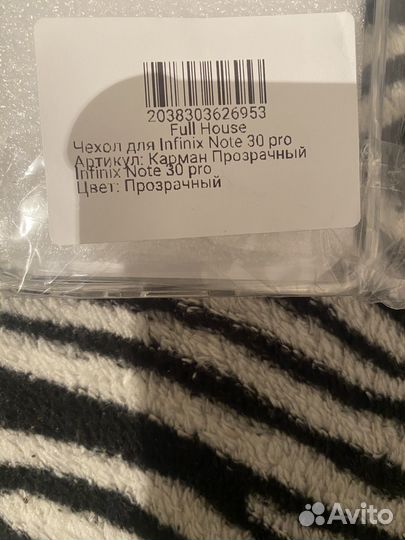 2038303626953
Full House
Чехол для Infinix Note 30 pro
Артикул: Карман Прозрачный
Infinix Note 30 pro
Цвет: Прозрачный
Avito